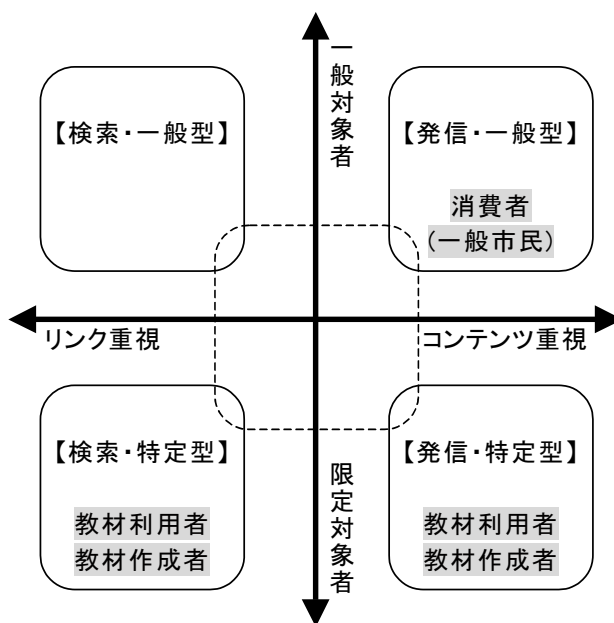 一般対象者
【検索・一般型】
【発信・一般型】
消費者
(一般市民)
リンク重視
コンテンツ重視
【検索・特定型】
教材利用者
教材作成者
限定対象者
【発信・特定型】
教材利用者
教材作成者